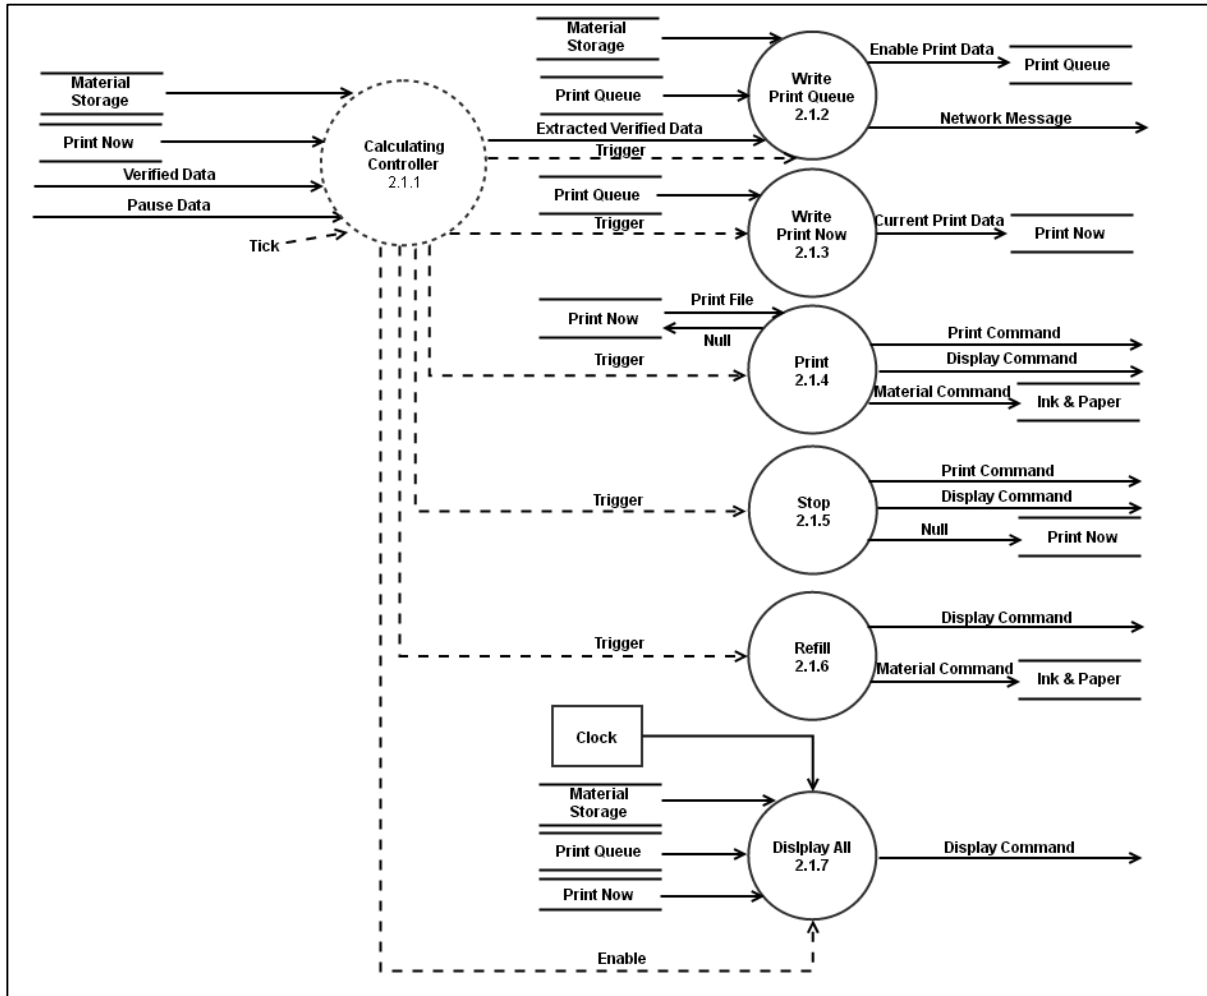 Material
Storage
Print Now
Verified Data
Pause Data
Tick
Calculating
Controller
2.1.1
Material
Storage
Print Queue
Extracted Verified Data
Trigger
Write
Print Queue
2.1.2
Enable Print Data
Print Queue
Network Message
Print Queue
Trigger
Write
Print Now
2.1.3
Current Print Data
Print Now
Print Now
Print File
Null
Trigger
Print
2.1.4
Print Command
Display Command
Material Command
Ink & Paper
Trigger
Stop
2.1.5
Print Command
Display Command
Null
Print Now
Trigger
Refill
2.1.6
Display Command
Material Command
Ink & Paper
Clock
Material
Storage
Print Queue
Print Now
Dislplay All
2.1.7
Display Command
Enable